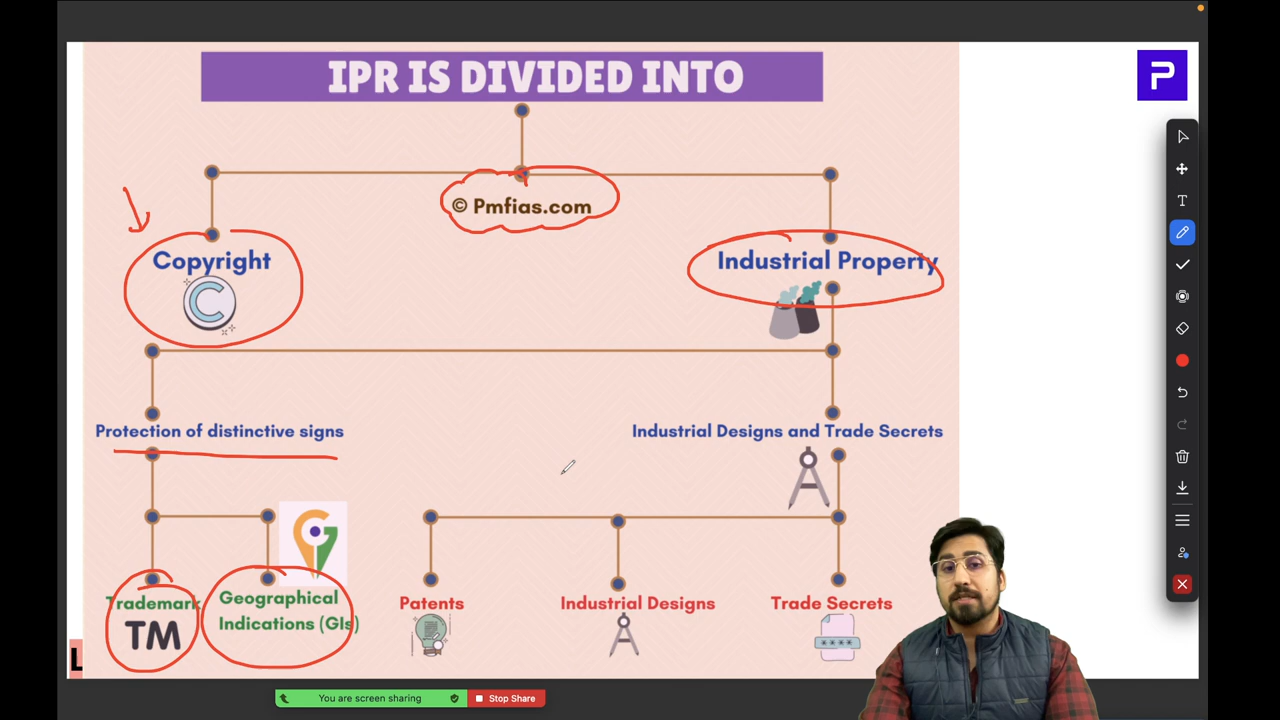 IPR IS DIVIDED INTO
© Pmfias.com
Copyright
C
Industrial Property
Protection of distinctive signs
Industrial Designs and Trade Secrets
Trademark
TM
Geographical
Indications (GIs)
Patents
Industrial Designs
Trade Secrets
L
P
T
You are screen sharing
Stop Share